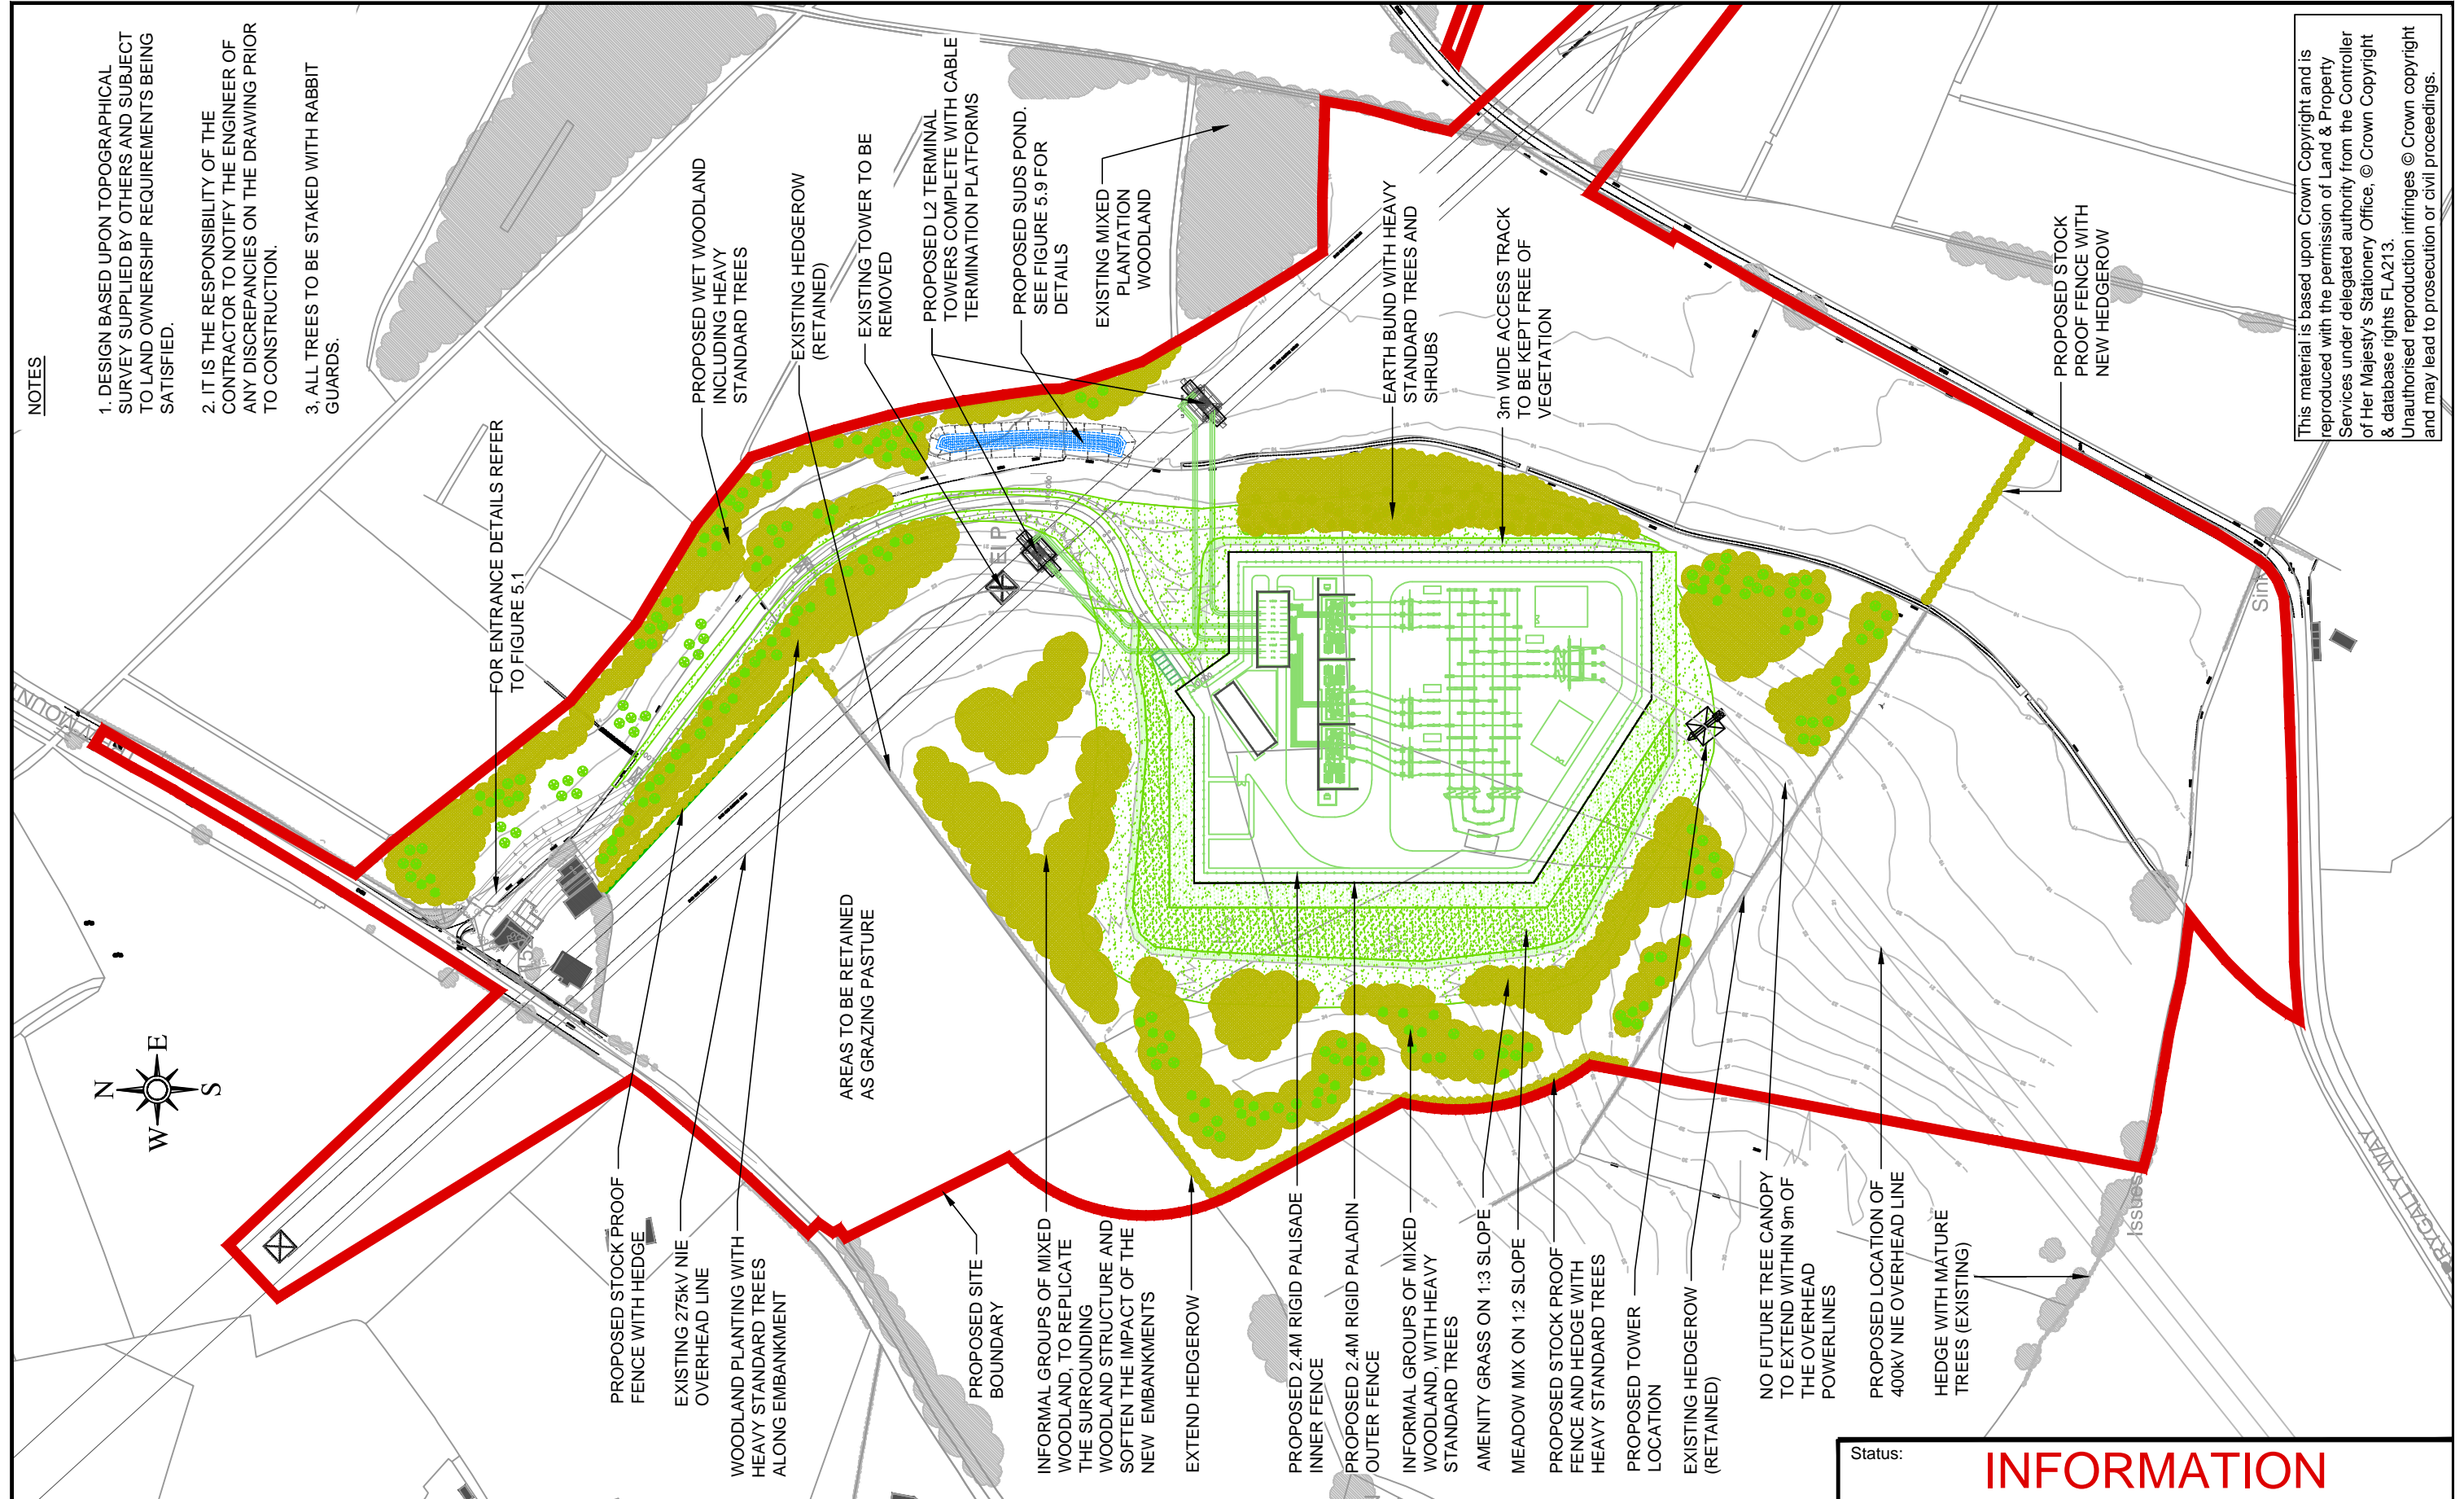 NOTES
1. DESIGN BASED UPON TOPOGRAPHICAL
SURVEY SUPPLIED BY OTHERS AND SUBJECT
TO LAND OWNERSHIP REQUIREMENTS BEING
SATISFIED.
2. IT IS THE RESPONSIBILITY OF THE
CONTRACTOR TO NOTIFY THE ENGINEER OF
ANY DISCREPANCIES ON THE DRAWING PRIOR
TO CONSTRUCTION.
3. ALL TREES TO BE STAKED WITH RABBIT
GUARDS.
FOR ENTRANCE DETAILS REFER
TO FIGURE 5.1
PROPOSED WET WOODLAND
INCLUDING HEAVY
STANDARD TREES
EXISTING HEDGEROW
(RETAINED)
EXISTING TOWER TO BE
REMOVED
PROPOSED L2 TERMINAL
TOWERS COMPLETE WITH CABLE
TERMINATION PLATFORMS
PROPOSED SUDS POND.
SEE FIGURE 5.9 FOR
DETAILS
EXISTING MIXED
PLANTATION
WOODLAND
EARTH BUND WITH HEAVY
STANDARD TREES AND
SHRUBS
3m WIDE ACCESS TRACK
TO BE KEPT FREE OF
VEGETATION
PROPOSED STOCK
PROOF FENCE WITH
NEW HEDGEROW
This material is based upon Crown Copyright and is
reproduced with the permission of Land & Property
Services under delegated authority from the Controller
of Her Majesty's Stationery Office, © Crown Copyright
& database rights FLA213.
Unauthorised reproduction infringes © Crown copyright
and may lead to prosecution or civil proceedings.
N
E
S
W
AREAS TO BE RETAINED
AS GRAZING PASTURE
PROPOSED STOCK PROOF
FENCE WITH HEDGE
EXISTING 275kV NIE
OVERHEAD LINE
WOODLAND PLANTING WITH
HEAVY STANDARD TREES
ALONG EMBANKMENT
PROPOSED SITE
BOUNDARY
INFORMAL GROUPS OF MIXED
WOODLAND, TO REPLICATE
THE SURROUNDING
WOODLAND STRUCTURE AND
SOFTEN THE IMPACT OF THE
NEW EMBANKMENTS
EXTEND HEDGEROW
PROPOSED 2.4M RIGID PALISADE
INNER FENCE
PROPOSED 2.4M RIGID PALADIN
OUTER FENCE
INFORMAL GROUPS OF MIXED
WOODLAND, WITH HEAVY
STANDARD TREES
AMENITY GRASS ON 1:3 SLOPE
MEADOW MIX ON 1:2 SLOPE
PROPOSED STOCK PROOF
FENCE AND HEDGE WITH
HEAVY STANDARD TREES
PROPOSED TOWER
LOCATION
EXISTING HEDGEROW
(RETAINED)
NO FUTURE TREE CANOPY
TO EXTEND WITHIN 9m OF
THE OVERHEAD
POWERLINES
PROPOSED LOCATION OF
400kV NIE OVERHEAD LINE
HEDGE WITH MATURE
TREES (EXISTING)
Issues
Status:
INFORMATION